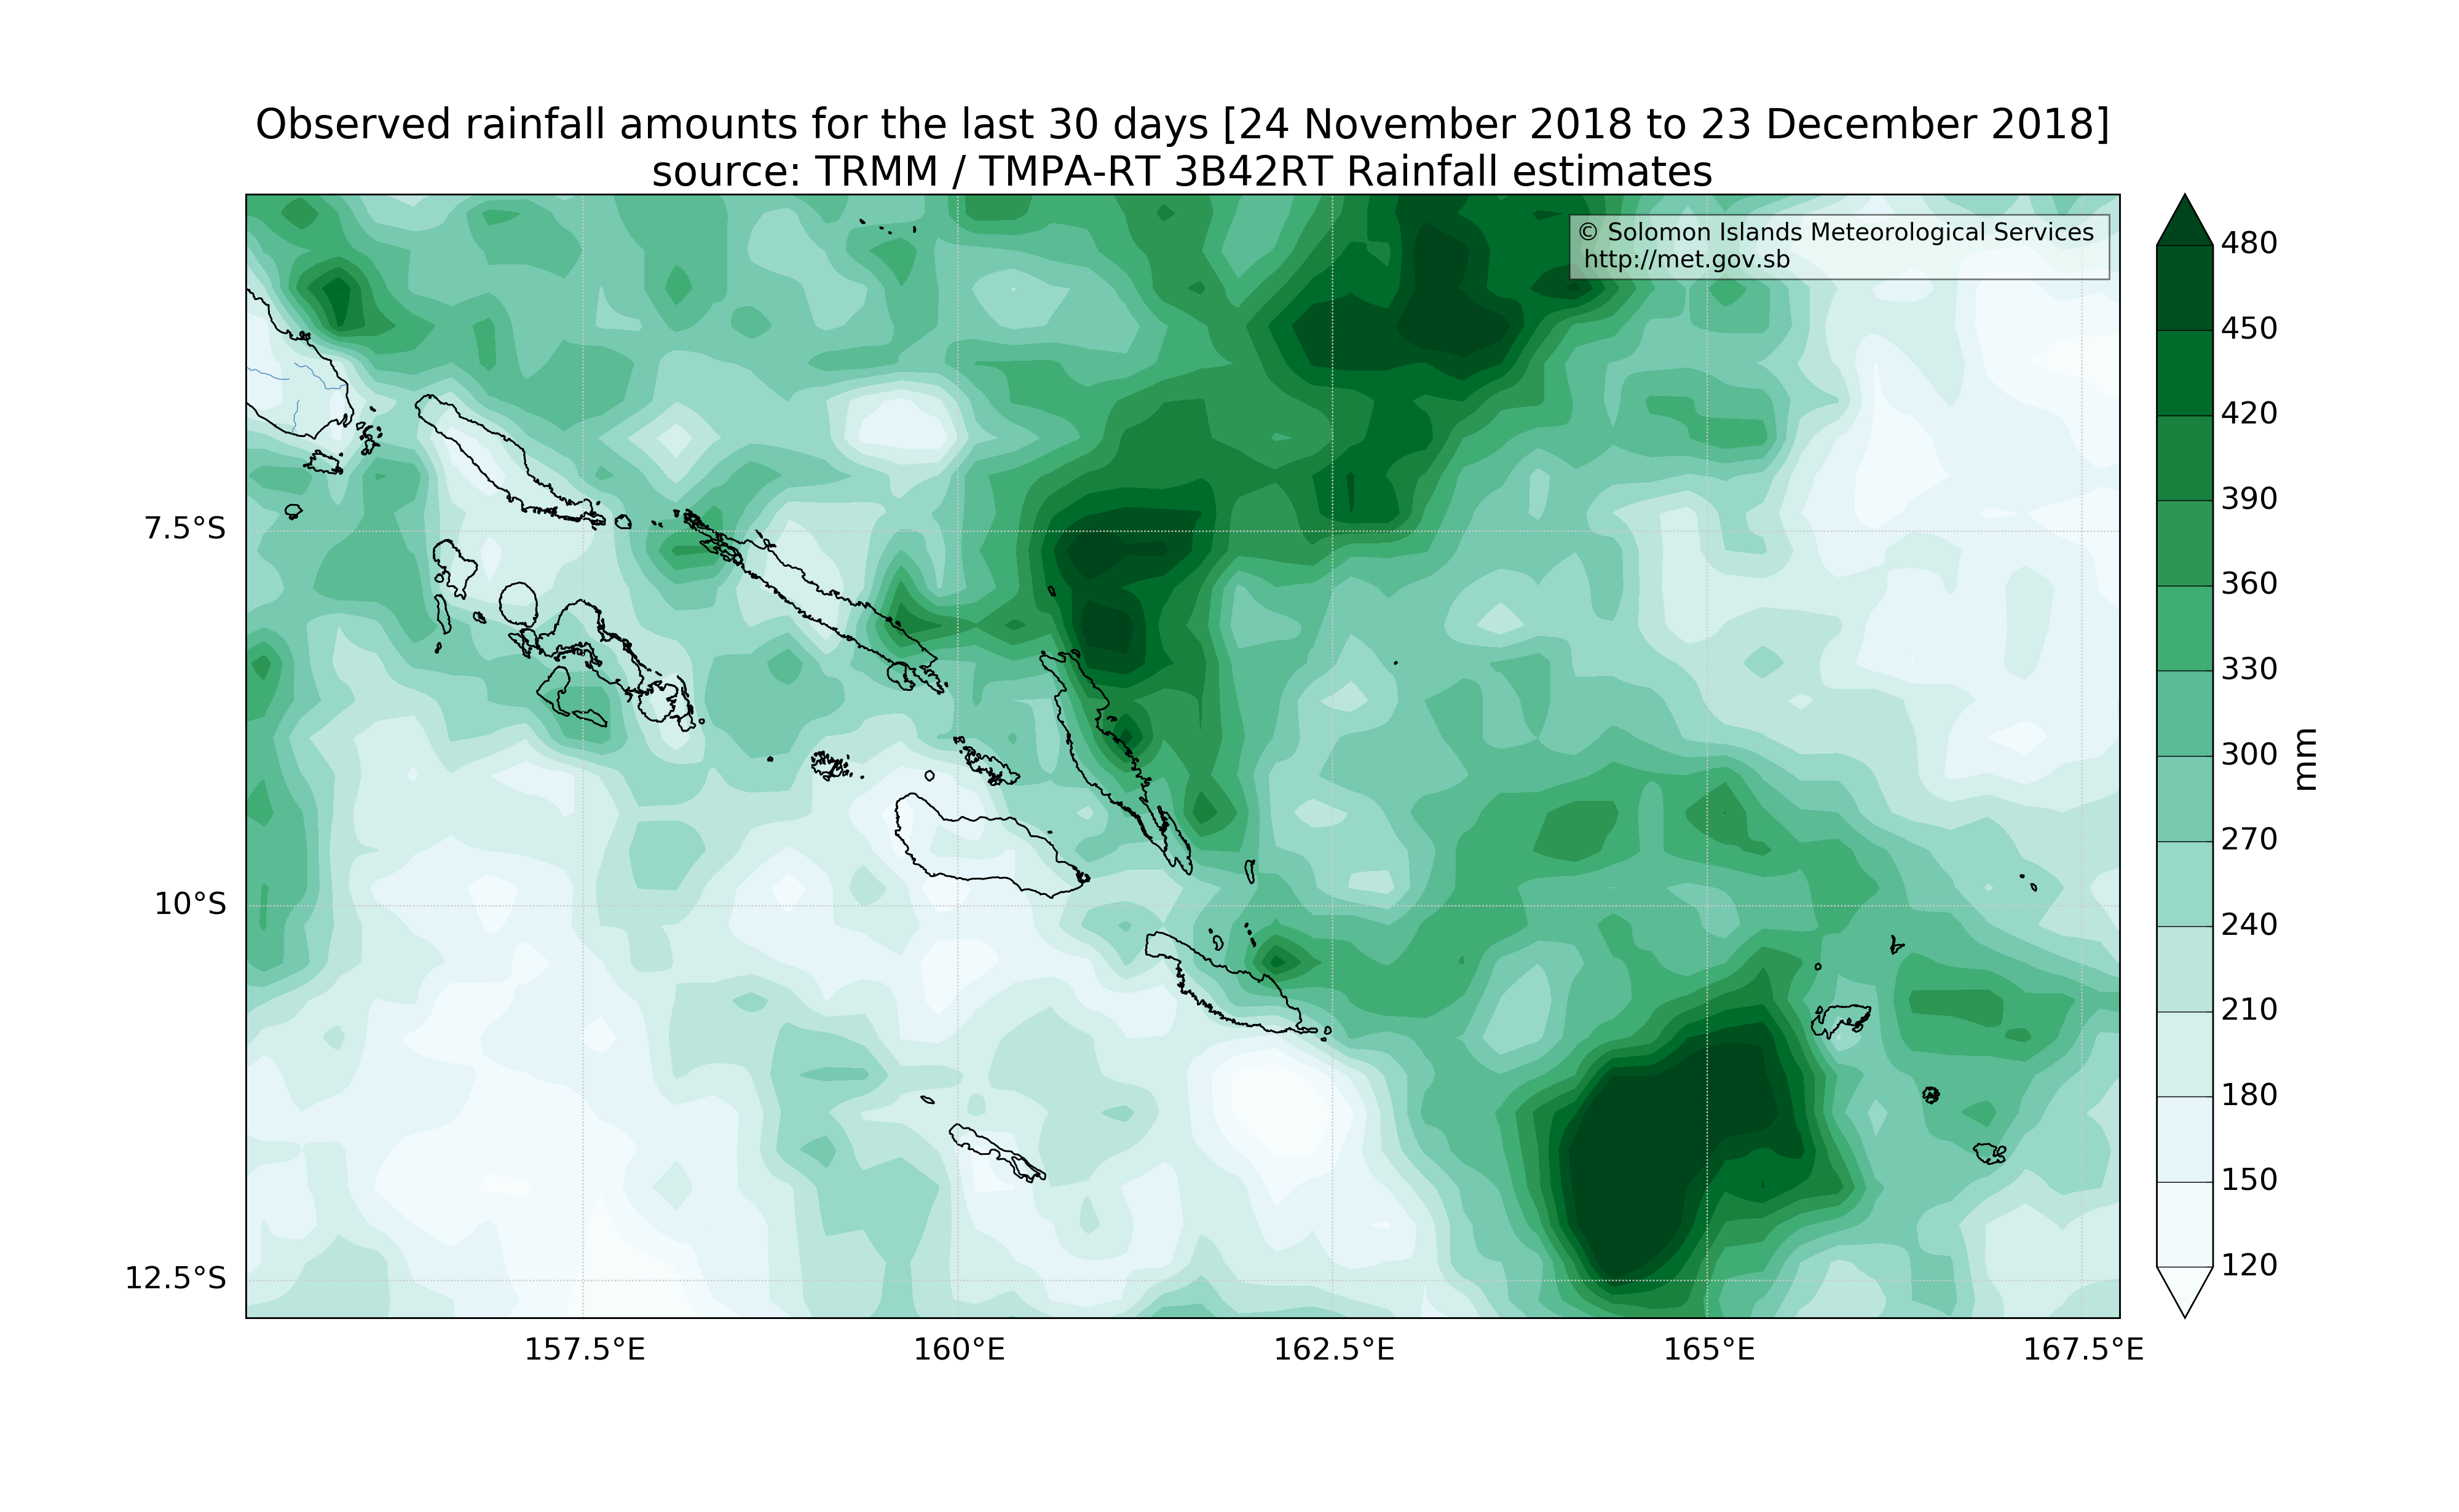 Observed rainfall amounts for the last 30 days [24 November 2018 to 23 December 2018]
source: TRMM / TMPA-RT 3B42RT Rainfall estimates
© Solomon Islands Meteorological Services
http://met.gov.sb
7.5°S
10°S
12.5°S
157.5°E
160°E
162.5°E
165°E
167.5°E
480
450
420
390
360
330
300
270
240
210
180
150
120
mm